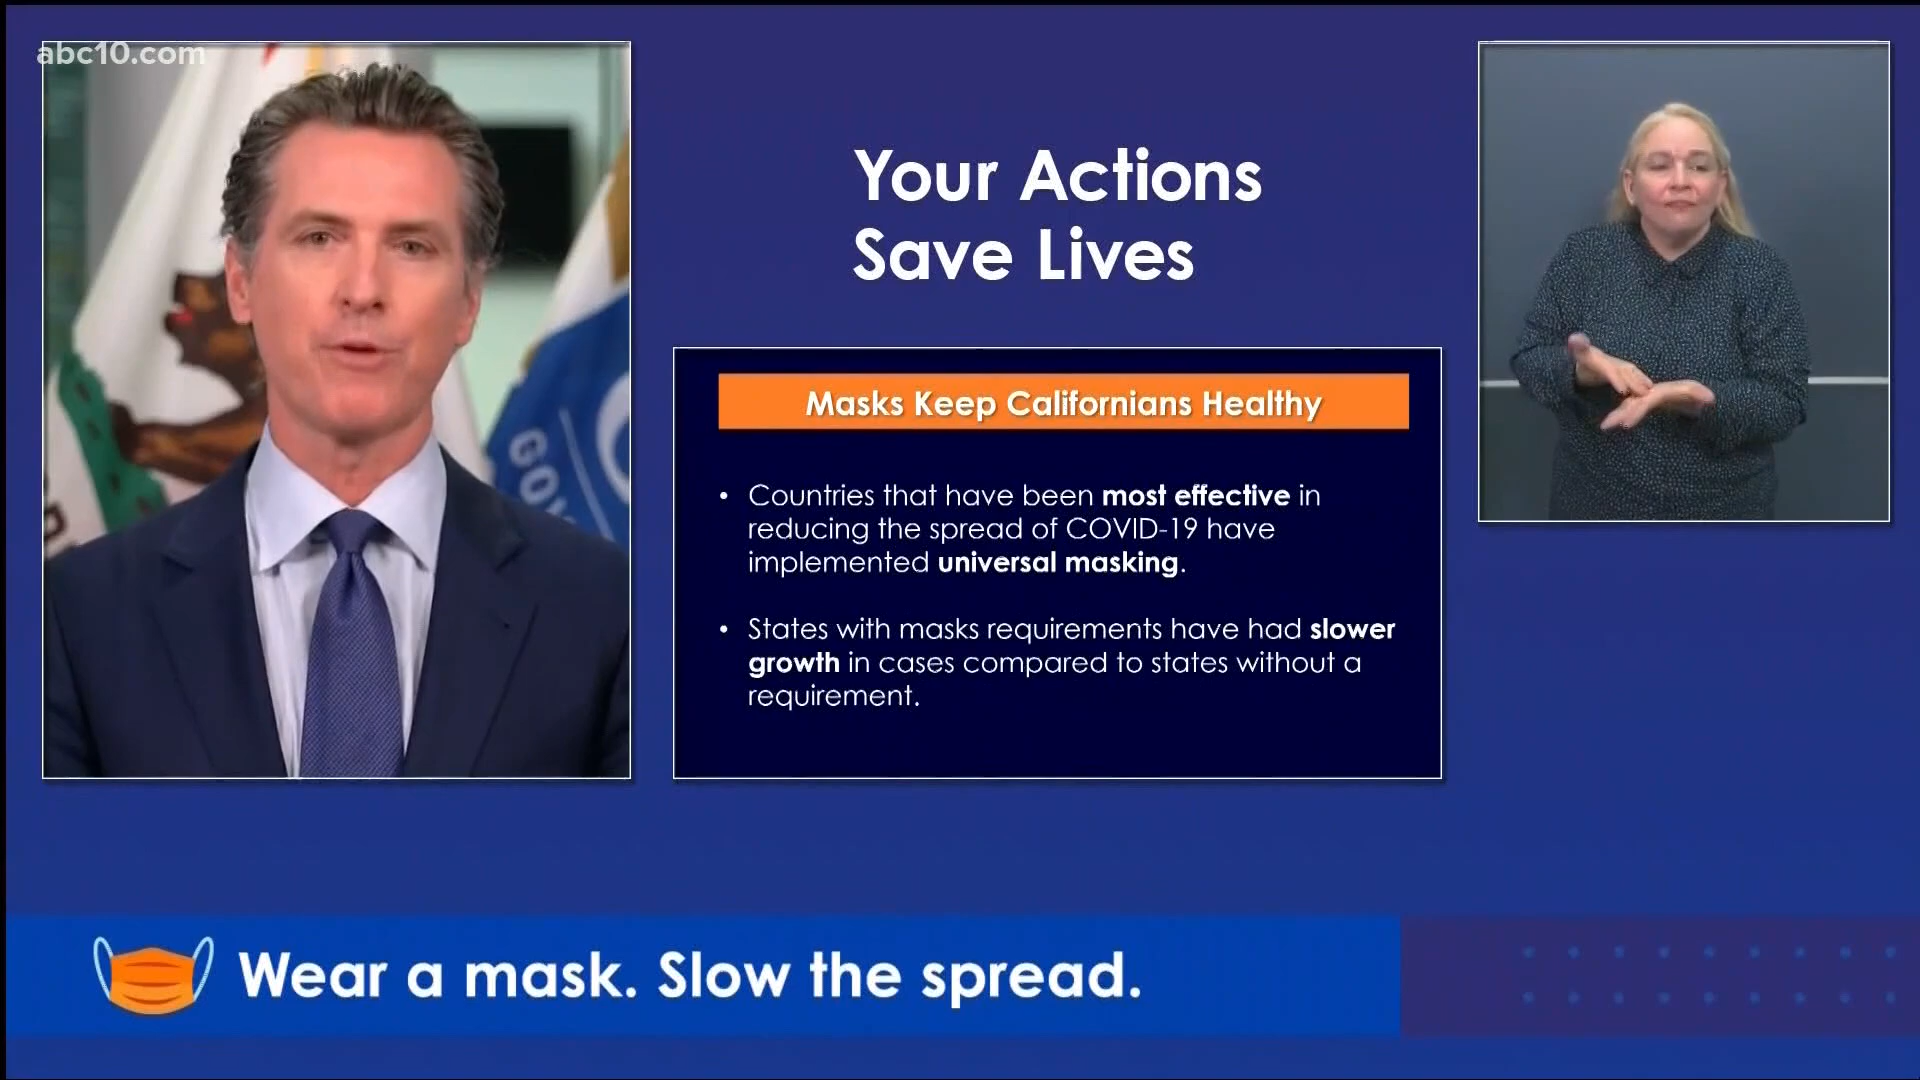 abc10.com
Your Actions
Save Lives
Masks Keep Californians Healthy
• Countries that have been most effective in
reducing the spread of COVID-19 have
implemented universal masking.
• States with masks requirements have had slower
growth in cases compared to states without a
requirement.
GOV
Wear a mask. Slow the spread.